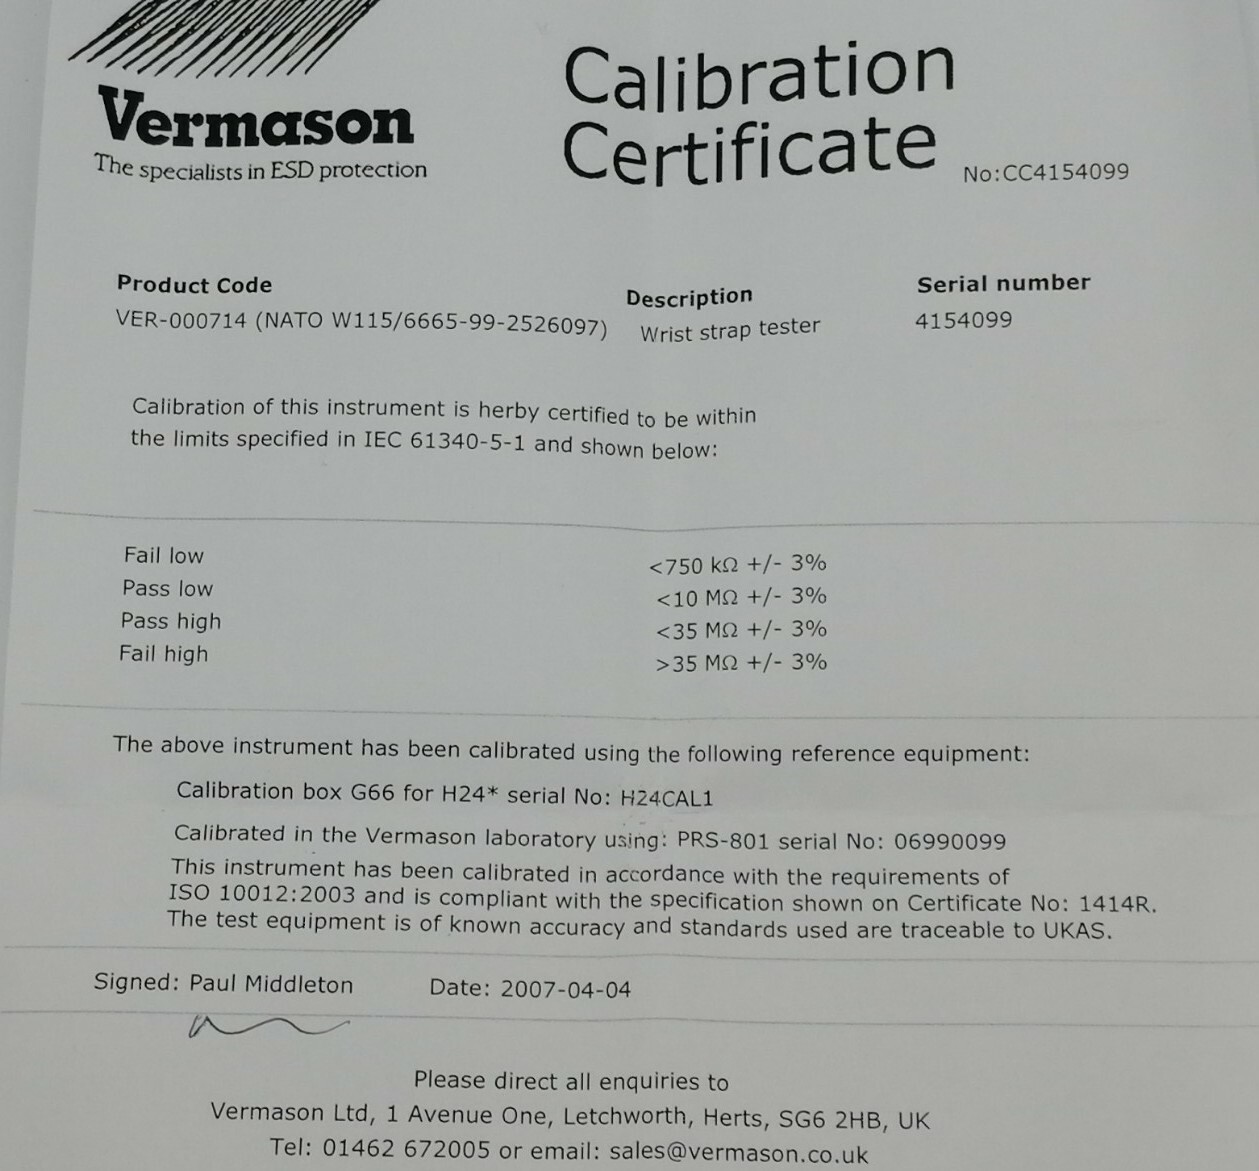 Vermason
The specialists in ESD protection
Calibration
Certificate
No:CC4154099
Product Code
Description
Serial number
VER-000714 (NATO W115/6665-99-2526097)
Wrist strap tester
4154099
Calibration of this instrument is herby certified to be within
the limits specified in IEC 61340-5-1 and shown below:
Fail low <750 kΩ +/- 3%
Pass low <10 MΩ +/- 3%
Pass high <35 MΩ +/- 3%
Fail high >35 MΩ +/- 3%
The above instrument has been calibrated using the following reference equipment:
Calibration box G66 for H24* serial No: H24CAL1
Calibrated in the Vermason laboratory using: PRS-801 serial No: 06990099
This instrument has been calibrated in accordance with the requirements of
ISO 10012:2003 and is compliant with the specification shown on Certificate No: 1414R.
The test equipment is of known accuracy and standards used are traceable to UKAS.
Signed: Paul Middleton Date: 2007-04-04
Please direct all enquiries to
Vermason Ltd, 1 Avenue One, Letchworth, Herts, SG6 2HB, UK
Tel: 01462 672005 or email: sales@vermason.co.uk